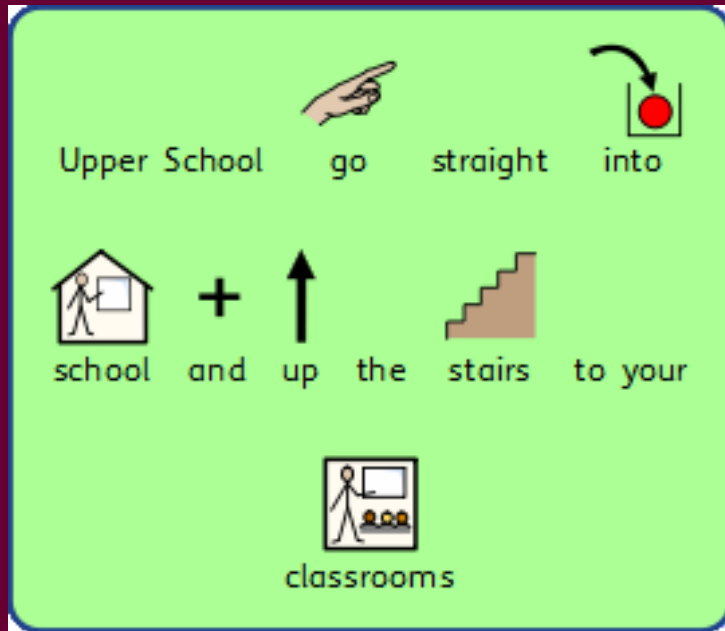 Upper School go straight into
school and up the stairs to your
classrooms